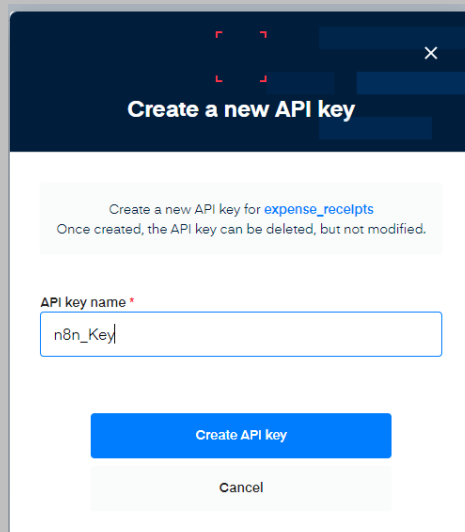 Create a new API key
Create a new API key for expense_receipts
Once created, the API key can be deleted, but not modified.
API key name *
n8n_Key
Create API key
Cancel